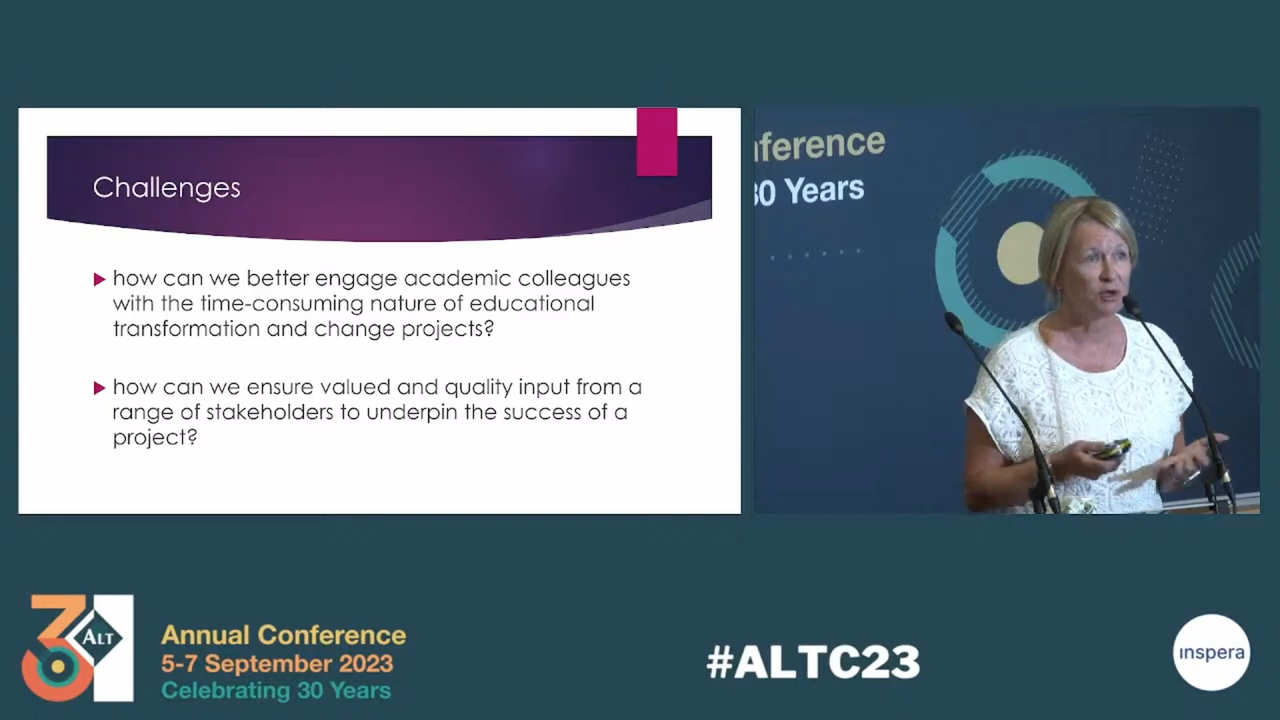 Challenges
how can we better engage academic colleagues
with the time-consuming nature of educational
transformation and change projects?
how can we ensure valued and quality input from a
range of stakeholders to underpin the success of a
project?
ference
30 Years
ALT
Annual Conference
5-7 September 2023
Celebrating 30 Years
#ALTC23
inspera